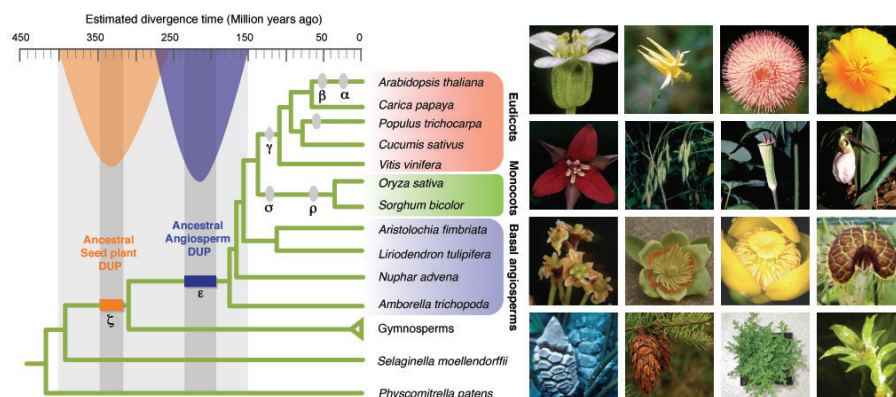 Estimated divergence time (Million years ago)
450 350 250 150 50 0
β α
Arabidopsis thaliana
Carica papaya
Populus trichocarpa
γ
Cucumis sativus
Vitis vinifera
Eudicots
Oryza sativa
σ ρ
Sorghum bicolor
Monocots
Ancestral
Seed plant
DUP
ζ
Ancestral
Angiosperm
DUP
ε
Aristolochia fimbriata
Liriodendron tulipifera
Nuphar advena
Amborella trichopoda
Basal angiosperms
Gymnosperms
Selaginella moellendorffii
Physcomitrella patens